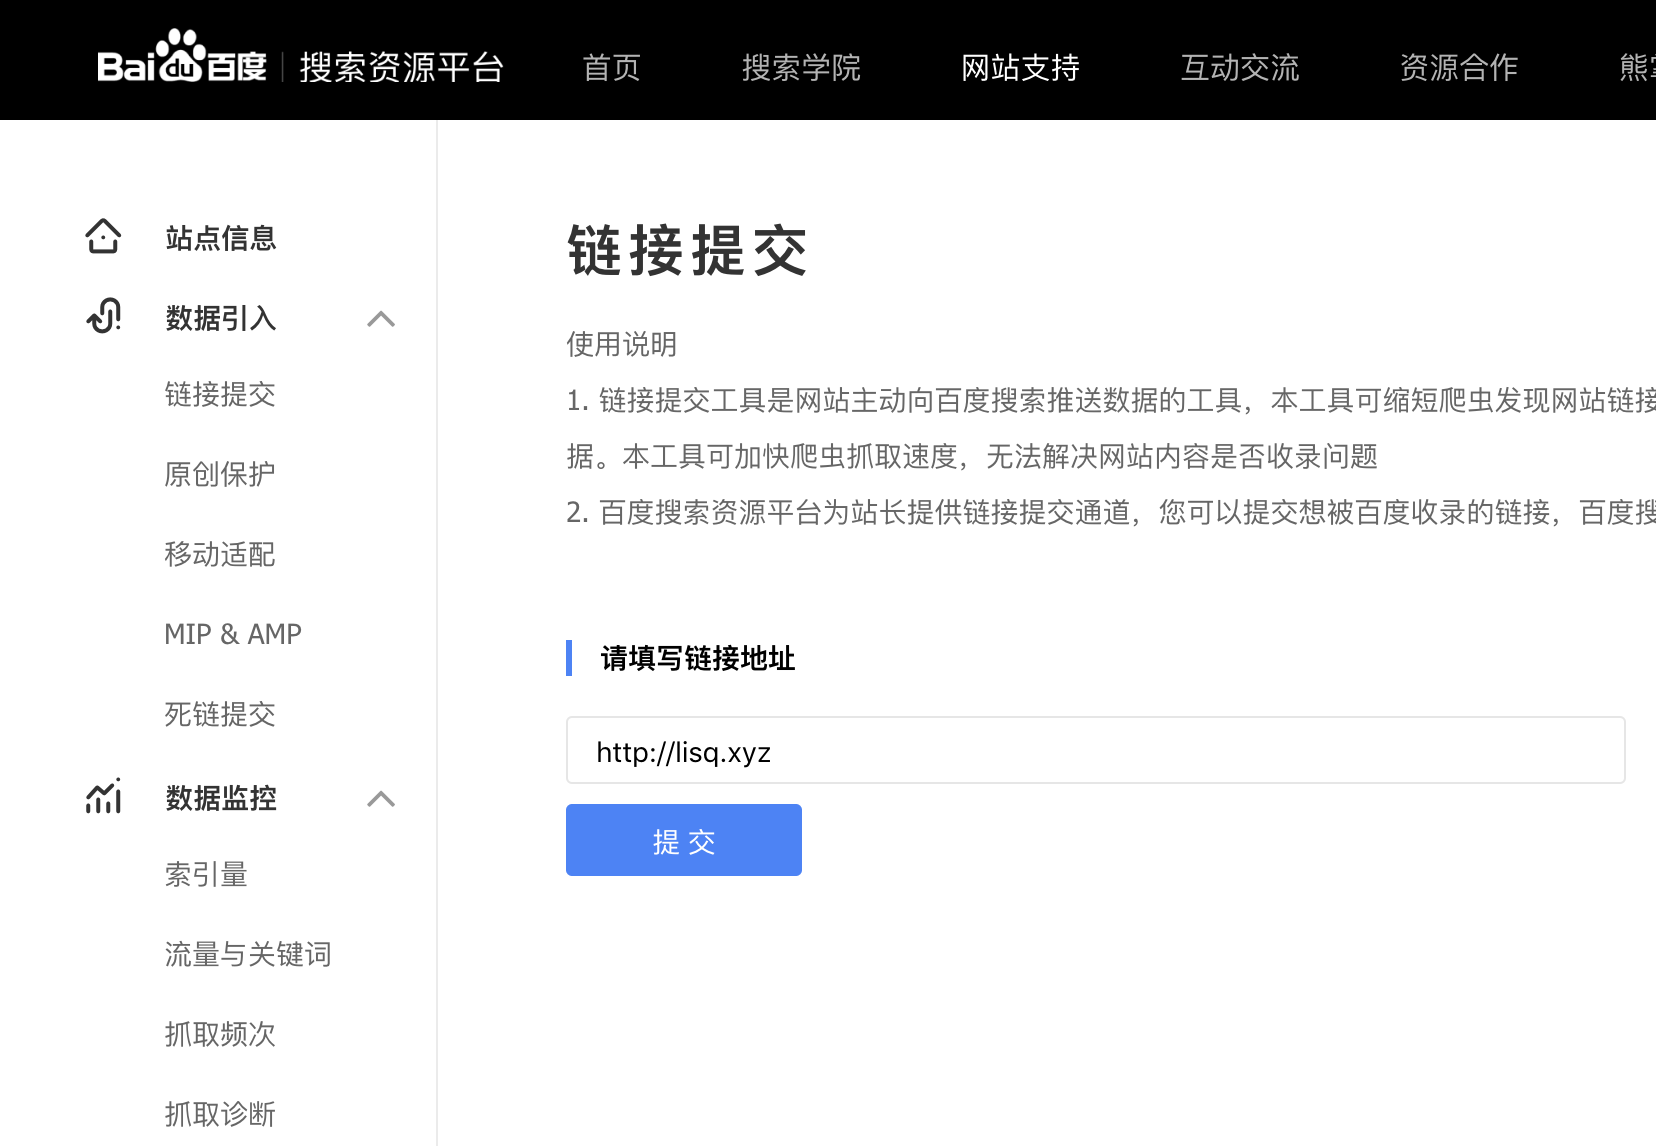 Baidu百度 搜索资源平台 首页 搜索学院 网站支持 互动交流 资源合作 熊
站点信息
数据引入
链接提交
原创保护
移动适配
MIP & AMP
死链提交
数据监控
索引量
流量与关键词
抓取频次
抓取诊断
链接提交
使用说明
1. 链接提交工具是网站主动向百度搜索推送数据的工具，本工具可缩短爬虫发现网站链接
据。本工具可加快爬虫抓取速度，无法解决网站内容是否收录问题
2. 百度搜索资源平台为站长提供链接提交通道，您可以提交想被百度收录的链接，百度搜
请填写链接地址
http://lisq.xyz
提 交